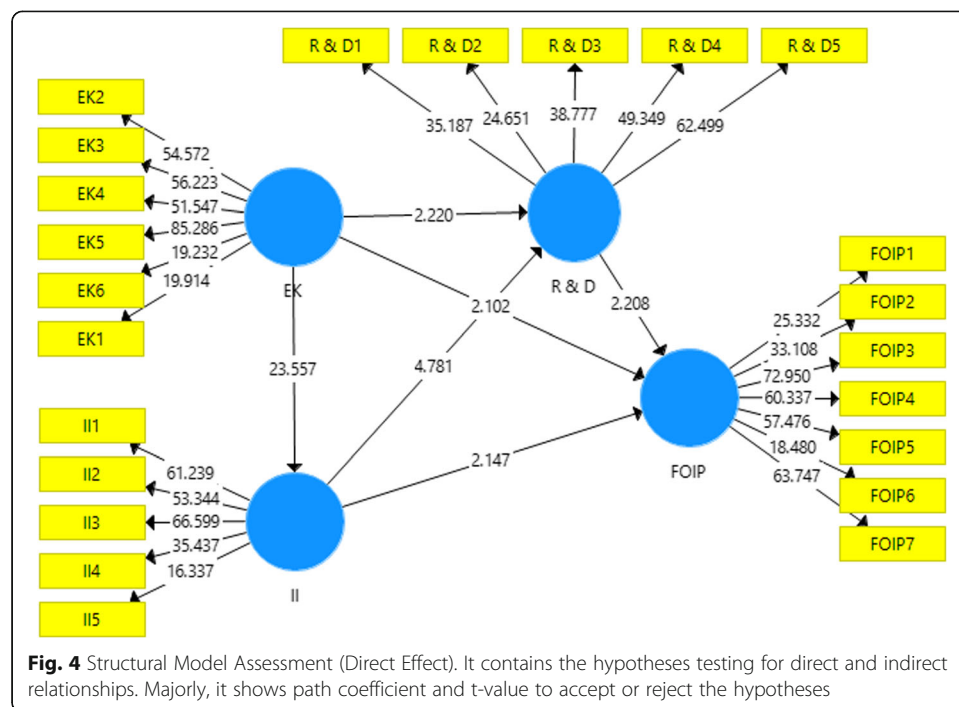 R & D1
R & D2
R & D3
R & D4
R & D5
35.187
24.651
38.777
49.349
62.499
EK2
EK3
EK4
EK5
EK6
EK1
54.572
56.223
51.547
85.286
19.232
19.914
EK
2.220
R & D
2.102
2.208
23.557
4.781
2.147
FOIP1
FOIP2
FOIP3
FOIP4
FOIP5
FOIP6
FOIP7
25.332
33.108
72.950
60.337
57.476
18.480
63.747
FOIP
II1
II2
II3
II4
II5
61.239
53.344
66.599
35.437
16.337
II
Fig. 4 Structural Model Assessment (Direct Effect). It contains the hypotheses testing for direct and indirect
relationships. Majorly, it shows path coefficient and t-value to accept or reject the hypotheses